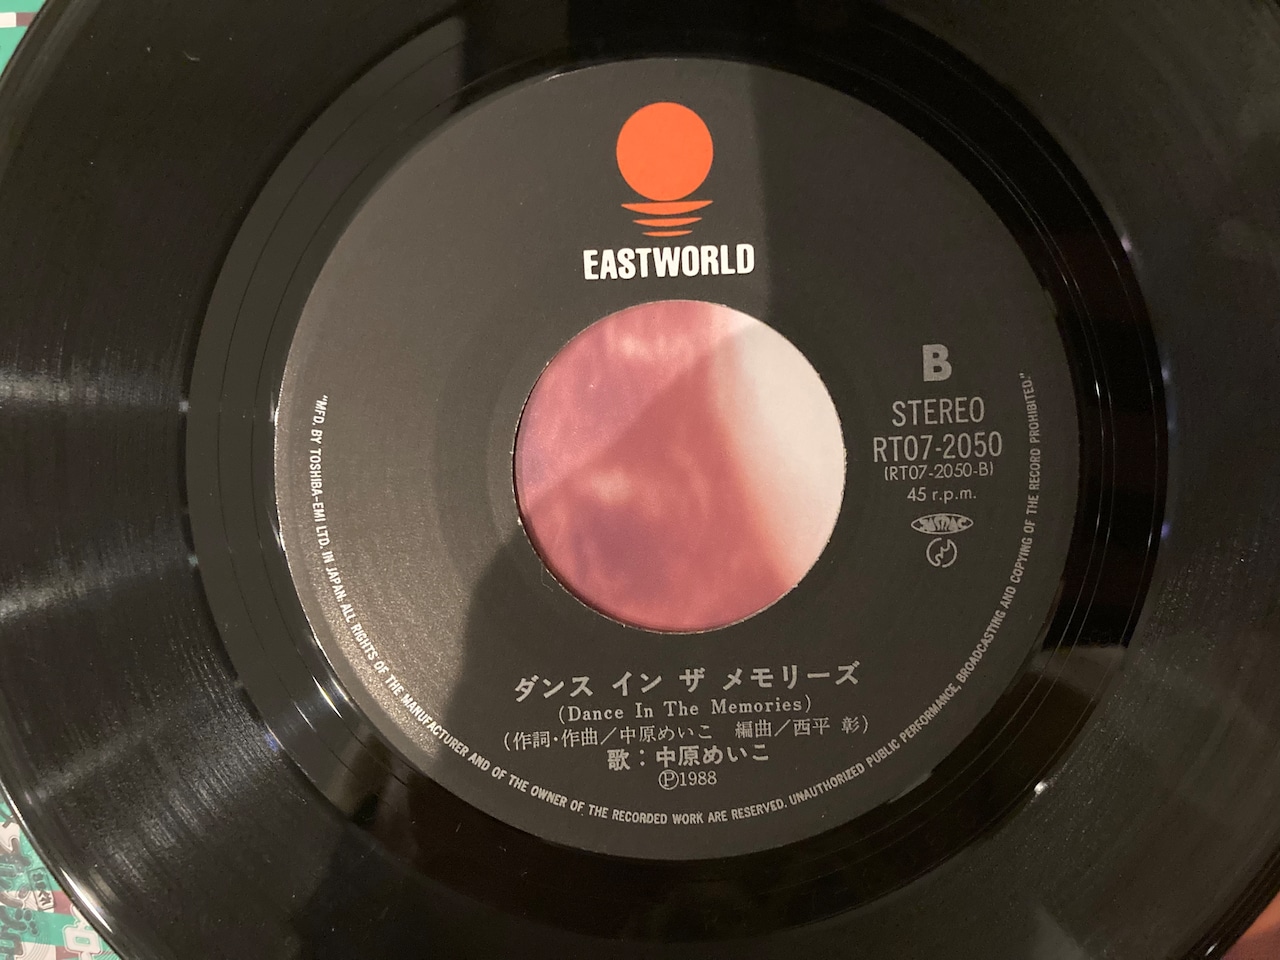 EASTWORLD
B
STEREO
RT07-2050
(RT07-2050-B)
45 r.p.m.
ダンス イン ザ メモリーズ
(Dance In The Memories)
(作詞・作曲／中原めいこ 編曲／西平 彰)
歌：中原めいこ
Ⓟ1988
"MFD. BY TOSHIBA-EMI LTD. IN JAPAN. ALL RIGHTS OF THE MANUFACTURER AND OF THE OWNER OF THE RECORDED WORK ARE RESERVED. UNAUTHORIZED PUBLIC PERFORMANCE, BROADCASTING AND COPYING OF THE RECORD PROHIBITED."